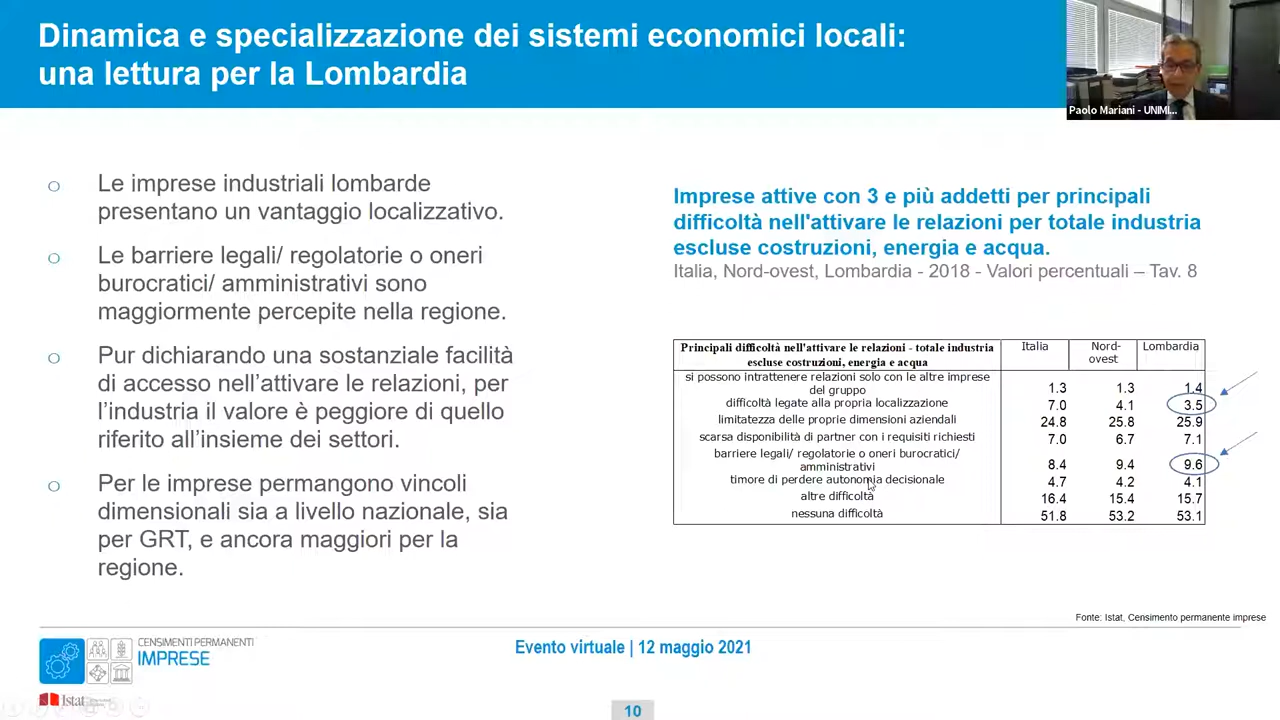 Dinamica e specializzazione dei sistemi economici locali:
una lettura per la Lombardia
Paolo Mariani - UNIMI...
Le imprese industriali lombarde
presentano un vantaggio localizzativo.
Le barriere legali/ regolatorie o oneri
burocratici/ amministrativi sono
maggiormente percepite nella regione.
Pur dichiarando una sostanziale facilità
di accesso nell'attivare le relazioni, per
l'industria il valore è peggiore di quello
riferito all'insieme dei settori.
Per le imprese permangono vincoli
dimensionali sia a livello nazionale, sia
per GRT, e ancora maggiori per la
regione.
Imprese attive con 3 e più addetti per principali
difficoltà nell'attivare le relazioni per totale industria
escluse costruzioni, energia e acqua.
Italia, Nord-ovest, Lombardia - 2018 - Valori percentuali – Tav. 8
Principali difficoltà nell'attivare le relazioni - totale industria
escluse costruzioni, energia e acqua
Italia
Nord-
ovest
Lombardia
si possono intrattenere relazioni solo con le altre imprese
del gruppo
1.3 1.3 1.4
difficoltà legate alla propria localizzazione 7.0 4.1 3.5
limitatezza delle proprie dimensioni aziendali 24.8 25.8 25.9
scarsa disponibilità di partner con i requisiti richiesti 7.0 6.7 7.1
barriere legali/ regolatorie o oneri burocratici/
amministrativi
8.4 9.4 9.6
timore di perdere autonomia decisionale 4.7 4.2 4.1
altre difficoltà 16.4 15.4 15.7
nessuna difficoltà 51.8 53.2 53.1
Fonte: Istat, Censimento permanente imprese
CENSIMENTI PERMANENTI
IMPRESE
Evento virtuale | 12 maggio 2021
Istat
10